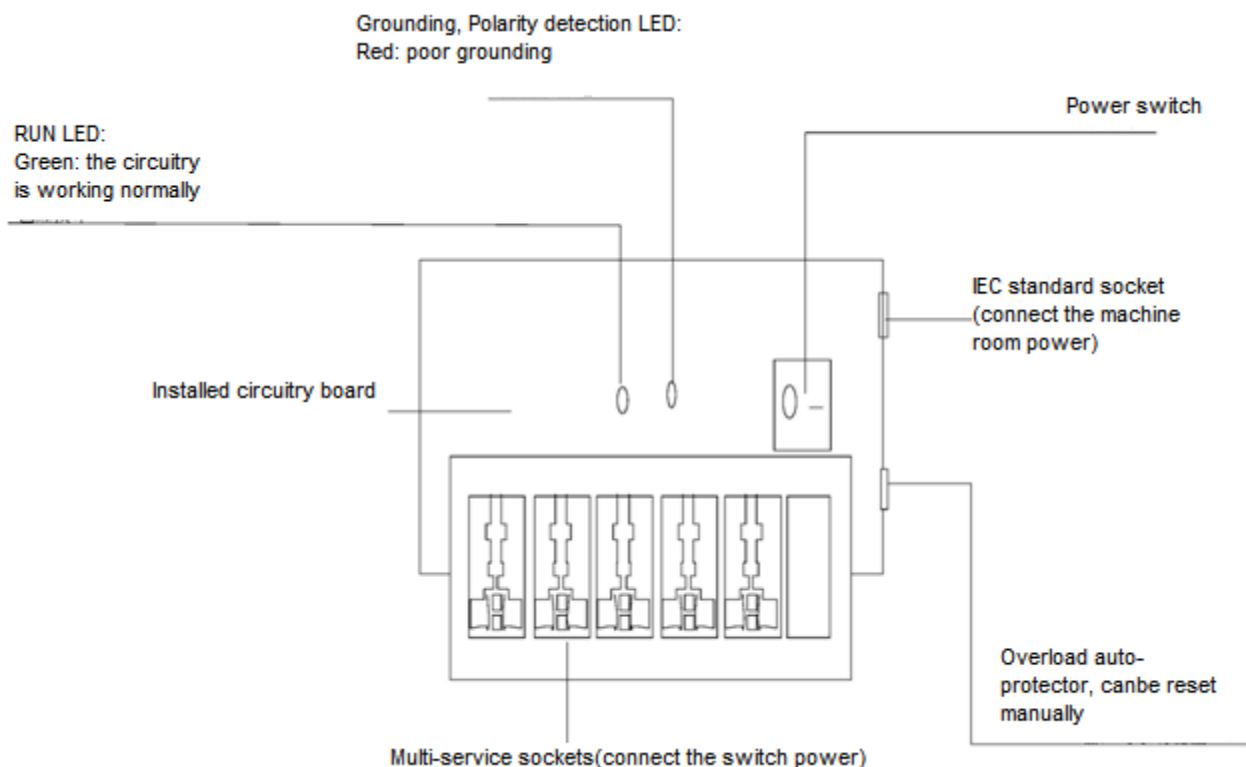 Grounding, Polarity detection LED:
Red: poor grounding
Power switch
RUN LED:
Green: the circuitry
is working normally
IEC standard socket
(connect the machine
room power)
Installed circuitry board
Overload auto-
protector, canbe reset
manually
Multi-service sockets(connect the switch power)